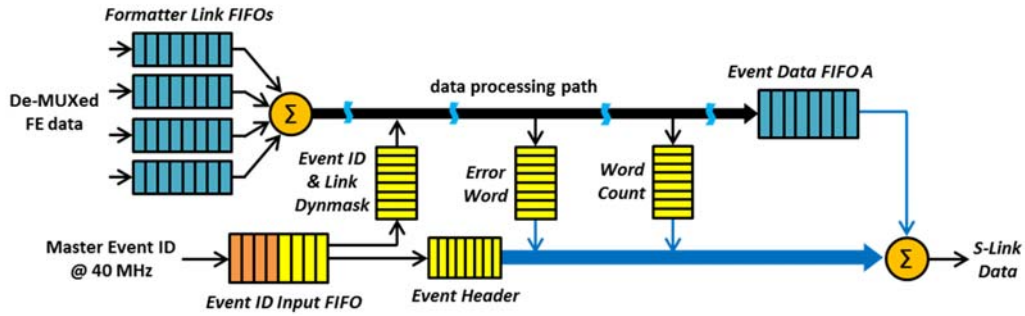 Formatter Link FIFOs
De-MUXed
FE data
Σ
data processing path
Event Data FIFO A
Event ID
& Link
Dynmask
Error
Word
Word
Count
Master Event ID
@ 40 MHz
Event ID Input FIFO
Event Header
Σ
S-Link
Data